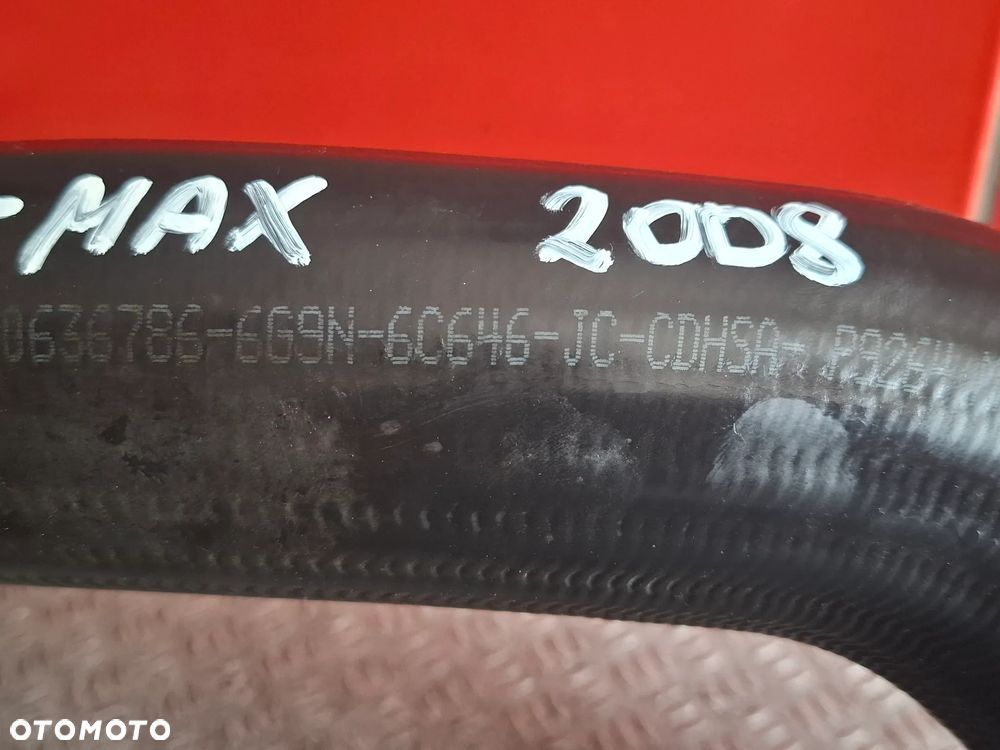 -MAX 2008
0636786-6G9N-6C646-JC-CDHSA-
OTOMOTO